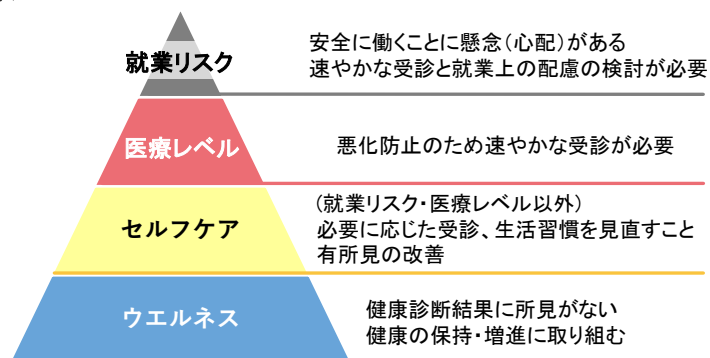 就業リスク
安全に働くことに懸念(心配)がある
速やかな受診と就業上の配慮の検討が必要
医療レベル
悪化防止のため速やかな受診が必要
セルフケア
(就業リスク・医療レベル以外)
必要に応じた受診、生活習慣を見直すこと
有所見の改善
ウエルネス
健康診断結果に所見がない
健康の保持・増進に取り組む